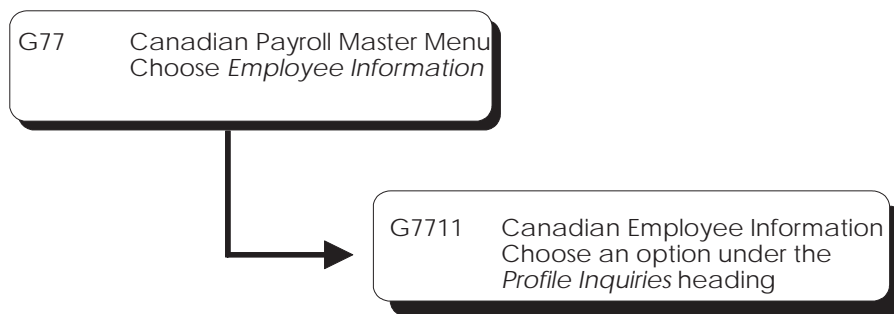 G77 Canadian Payroll Master Menu
Choose Employee Information
G7711 Canadian Employee Information
Choose an option under the
Profile Inquiries heading